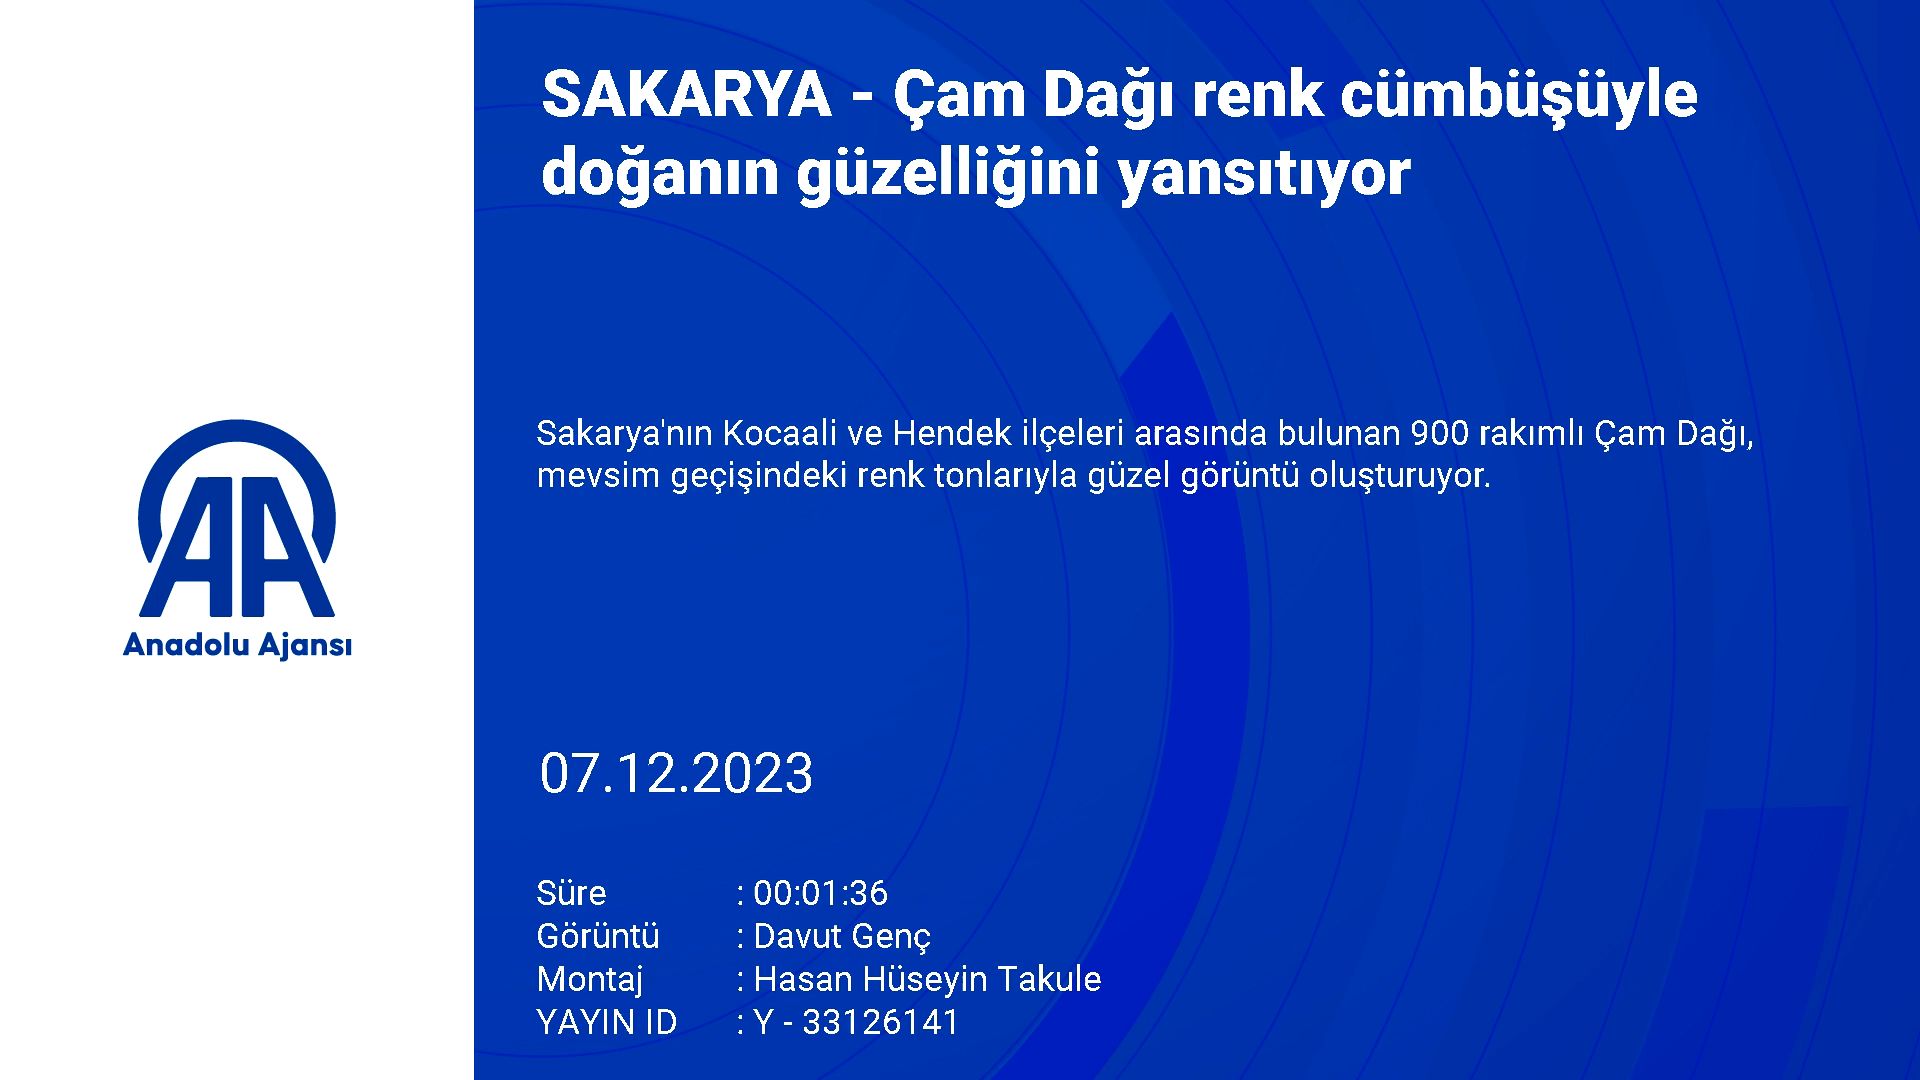 SAKARYA - Çam Dağı renk cümbüşüyle
doğanın güzelliğini yansıtıyor
Sakarya'nın Kocaali ve Hendek ilçeleri arasında bulunan 900 rakımlı Çam Dağı,
mevsim geçişindeki renk tonlarıyla güzel görüntü oluşturuyor.
AA
Anadolu Ajansı
07.12.2023
Süre : 00:01:36
Görüntü : Davut Genç
Montaj : Hasan Hüseyin Takule
YAYIN ID : Y - 33126141